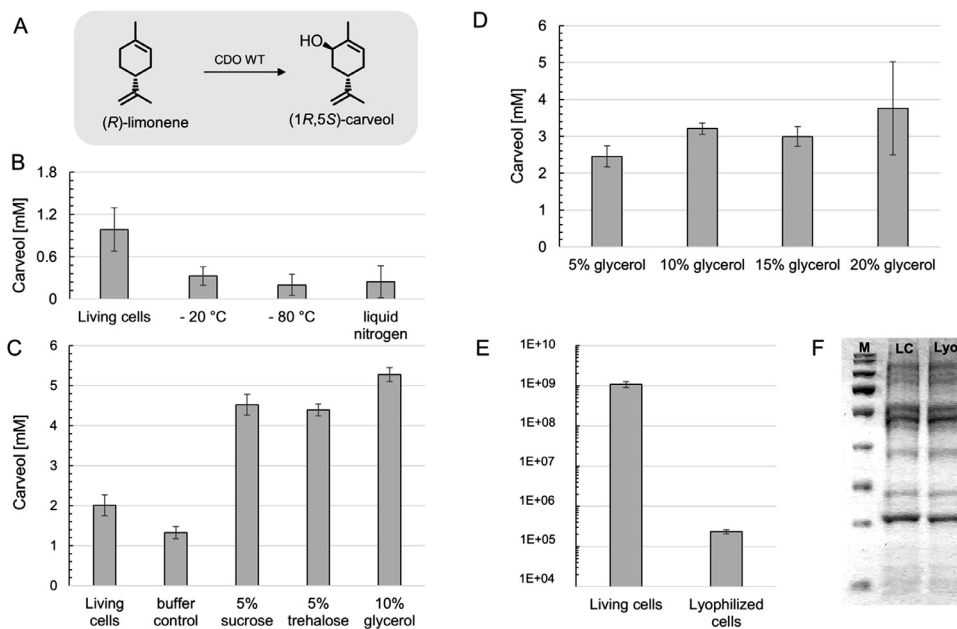 A
HO
CDO WT
(R)-limonene
(1R,5S)-carveol
B
Carveol [mM]
1.8
1.2
0.6
0
Living cells
- 20 °C
- 80 °C
liquid
nitrogen
C
Carveol [mM]
6
5
4
3
2
1
0
Living
cells
buffer
control
5%
sucrose
5%
trehalose
10%
glycerol
D
Carveol [mM]
6
5
4
3
2
1
0
5% glycerol
10% glycerol
15% glycerol
20% glycerol
E
1E+10
1E+09
1E+08
1E+07
1E+06
1E+05
1E+04
Living cells
Lyophilized
cells
F
M
LC
Lyo